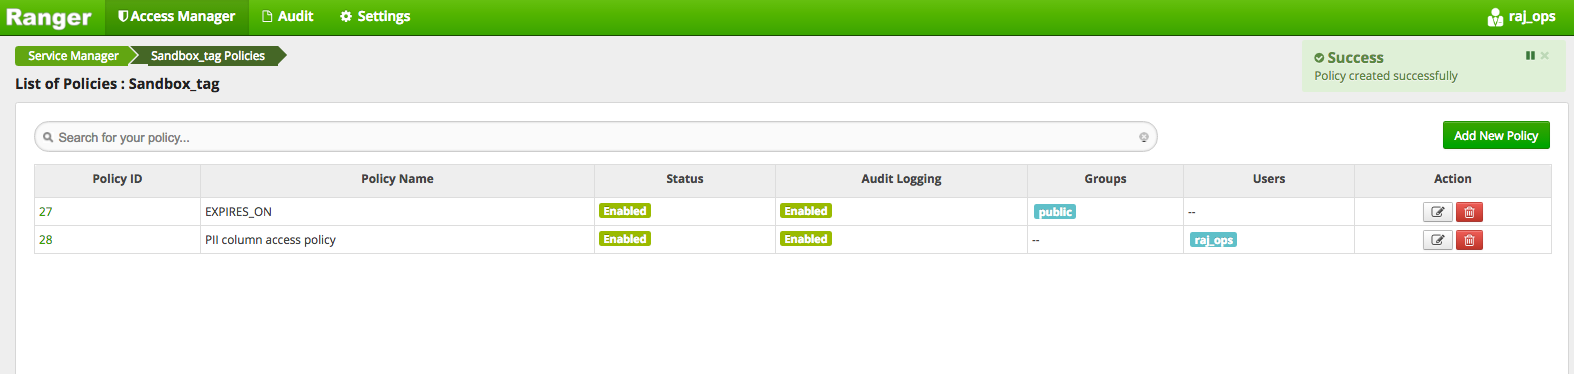 Ranger Access Manager Audit Settings raj_ops
Service Manager Sandbox_tag Policies
Success
Policy created successfully
List of Policies : Sandbox_tag
Search for your policy...
Add New Policy
Policy ID Policy Name Status Audit Logging Groups Users Action
27 EXPIRES_ON Enabled Enabled public --
28 PII column access policy Enabled Enabled -- raj_ops